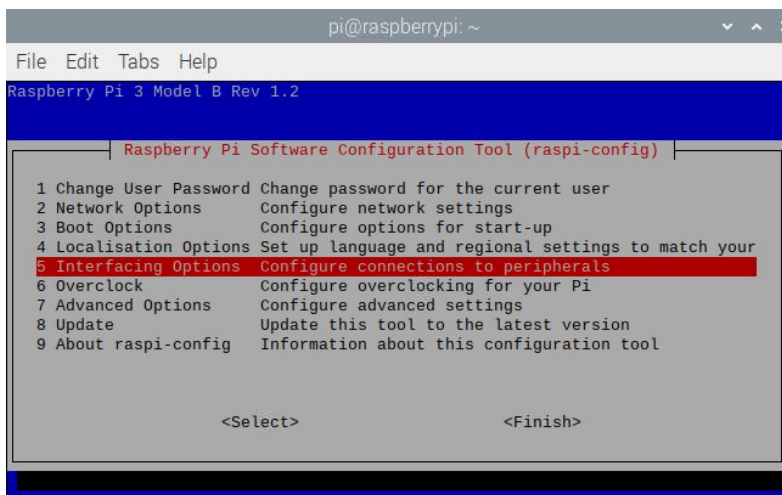 pi@raspberrypi: ~
File Edit Tabs Help
Raspberry Pi 3 Model B Rev 1.2
Raspberry Pi Software Configuration Tool (raspi-config)
1 Change User Password Change password for the current user
2 Network Options Configure network settings
3 Boot Options Configure options for start-up
4 Localisation Options Set up language and regional settings to match your
5 Interfacing Options Configure connections to peripherals
6 Overclock Configure overclocking for your Pi
7 Advanced Options Configure advanced settings
8 Update Update this tool to the latest version
9 About raspi-config Information about this configuration tool
<Select> <Finish>